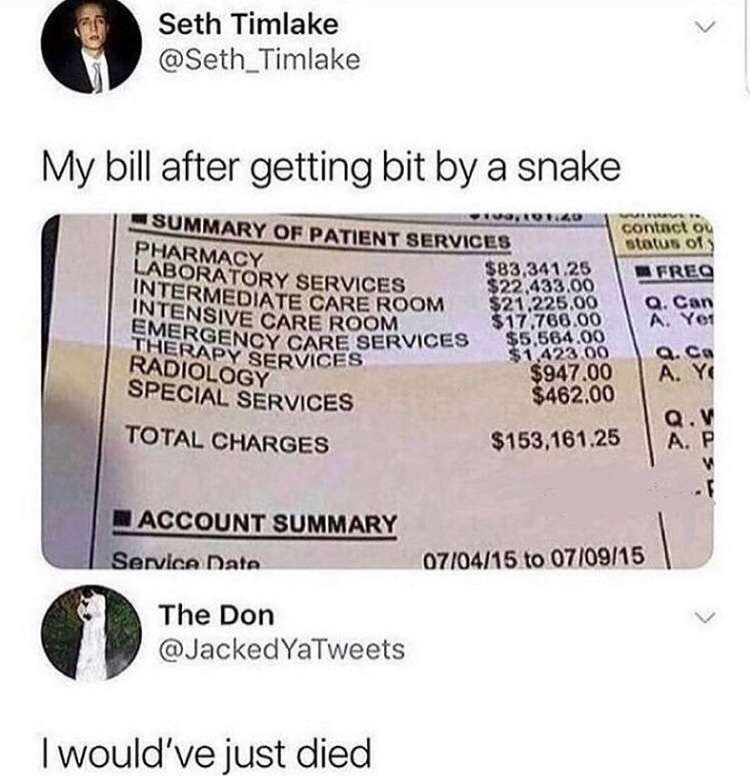 Seth Timlake
@Seth_Timlake
My bill after getting bit by a snake
SUMMARY OF PATIENT SERVICES
PHARMACY $83,341.25
LABORATORY SERVICES $22,433.00
INTERMEDIATE CARE ROOM $21,225.00
INTENSIVE CARE ROOM $17,766.00
EMERGENCY CARE SERVICES $5,564.00
THERAPY SERVICES $1,423.00
RADIOLOGY $947.00
SPECIAL SERVICES $462.00
TOTAL CHARGES $153,161.25
ACCOUNT SUMMARY
Service Date 07/04/15 to 07/09/15
contact
status of
FREQ
Q. Can
A. Yes
Q. Ca
A. Y
Q.
A. P
The Don
@JackedYaTweets
I would've just died